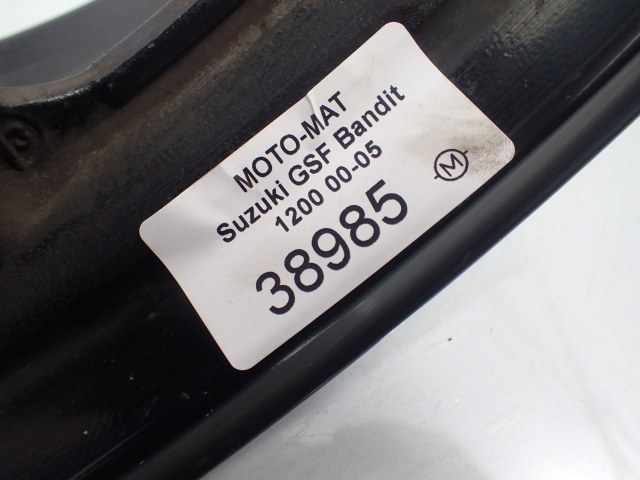 MOTO-MAT
Suzuki GSF Bandit
1200 00-05
38985
M